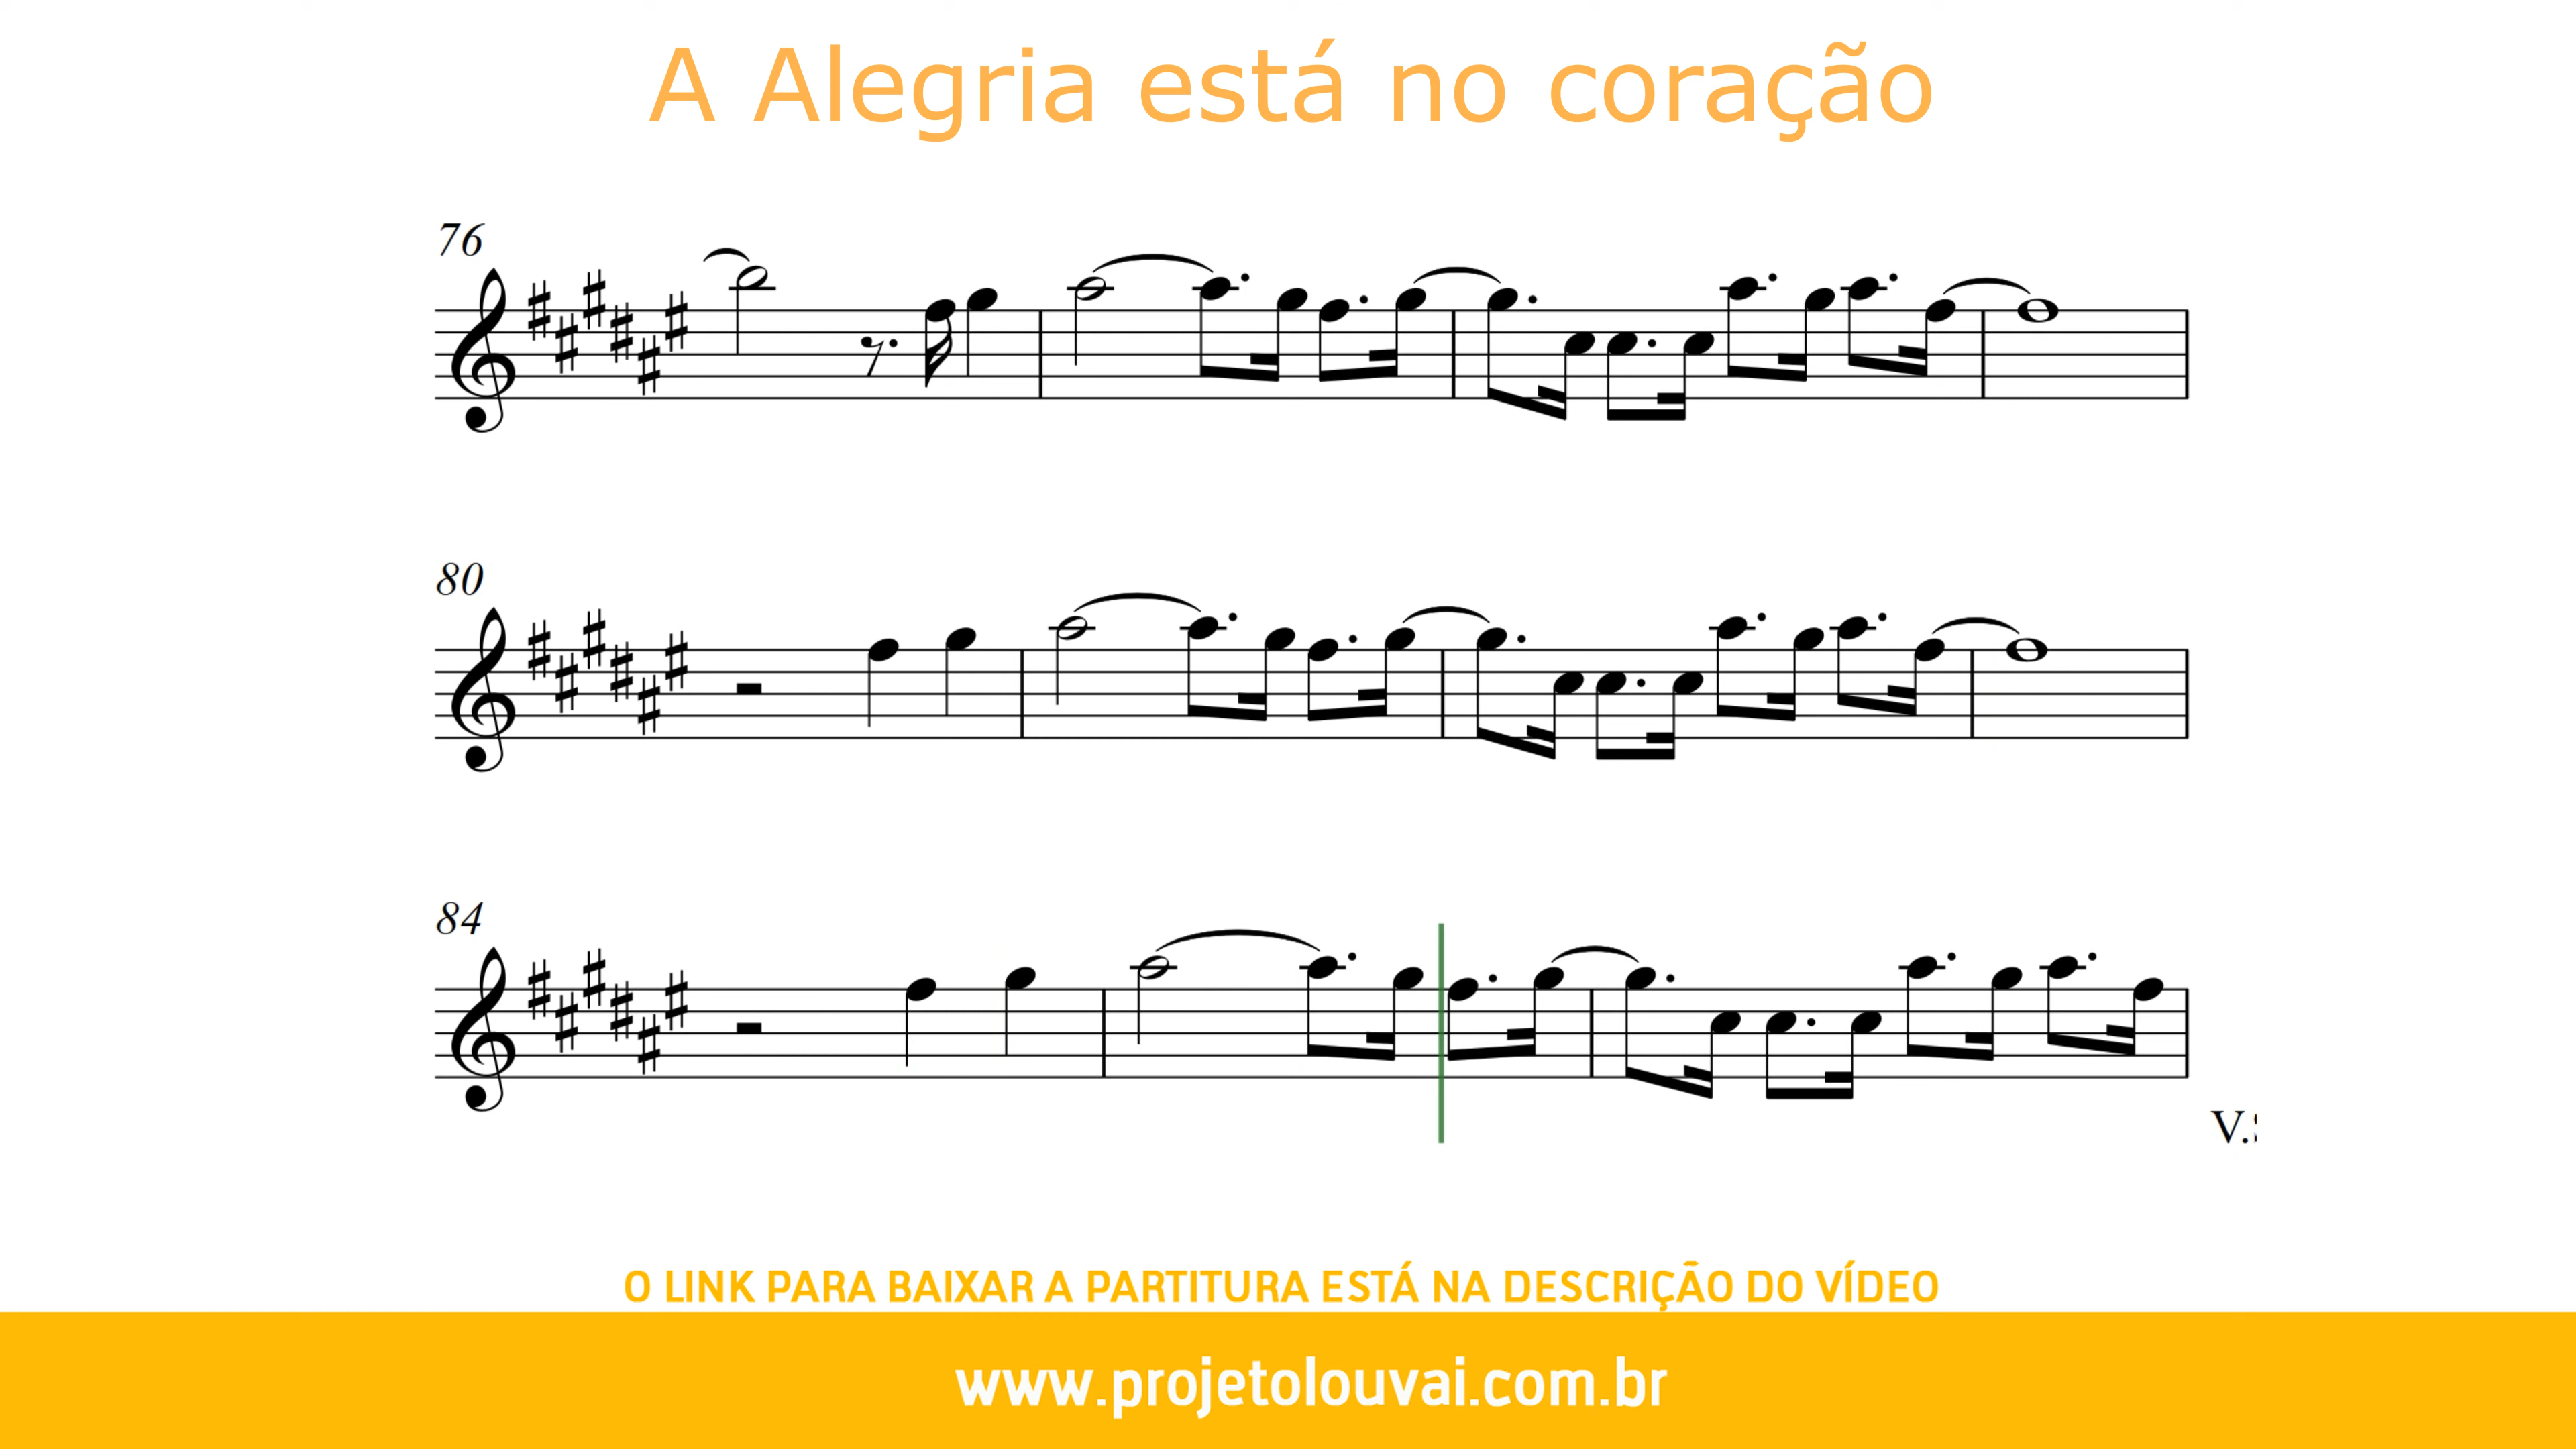 A Alegria está no coração
76
80
84
V.
O LINK PARA BAIXAR A PARTITURA ESTÁ NA DESCRIÇÃO DO VÍDEO
www.projetolouvai.com.br